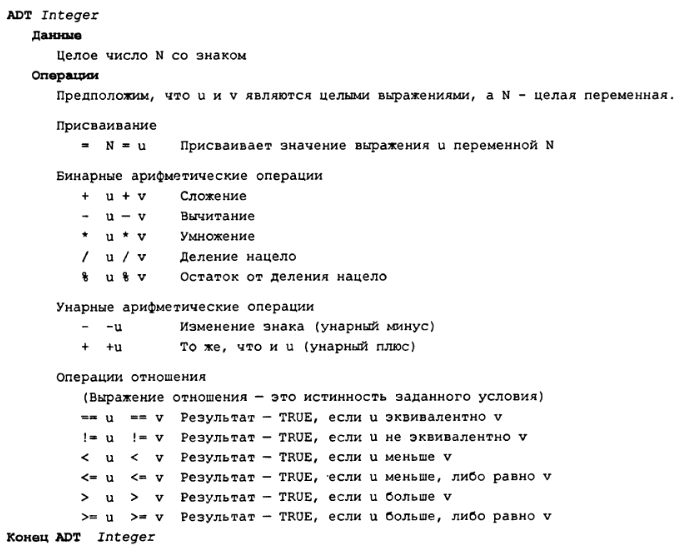 ADT Integer
Данные
Целое число N со знаком
Операции
Предположим, что u и v являются целыми выражениями, а N - целая переменная.
Присваивание
= N = u Присваивает значение выражения u переменной N
Бинарные арифметические операции
+ u + v Сложение
- u — v Вычитание
* u * v Умножение
/ u / v Деление нацело
% u % v Остаток от деления нацело
Унарные арифметические операции
- -u Изменение знака (унарный минус)
+ +u То же, что и u (унарный плюс)
Операции отношения
(Выражение отношения — это истинность заданного условия)
== u == v Результат — TRUE, если u эквивалентно v
!= u != v Результат — TRUE, если u не эквивалентно v
< u < v Результат — TRUE, если u меньше v
<= u <= v Результат — TRUE, если u меньше, либо равно v
> u > v Результат — TRUE, если u больше v
>= u >= v Результат — TRUE, если u больше, либо равно v
Конец ADT Integer